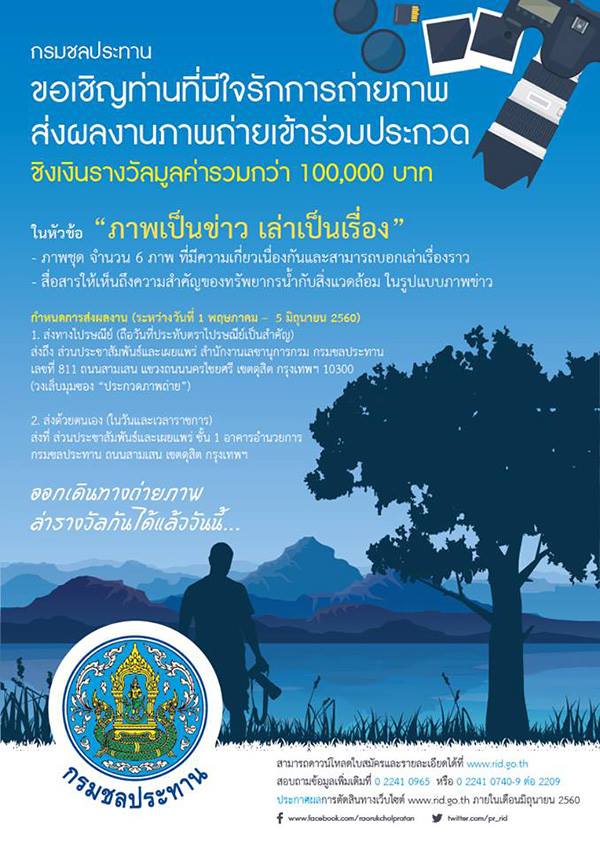 กรมชลประทาน
ขอเชิญท่านที่มีใจรักการถ่ายภาพ
ส่งผลงานภาพถ่ายเข้าร่วมประกวด
ชิงเงินรางวัลมูลค่ารวมกว่า 100,000 บาท
ในหัวข้อ “ภาพเป็นข่าว เล่าเป็นเรื่อง”
- ภาพชุด จำนวน 6 ภาพ ที่มีความเกี่ยวเนื่องกันและสามารถบอกเล่าเรื่องราว
- สื่อสารให้เห็นถึงความสำคัญของทรัพยากรน้ำกับสิ่งแวดล้อม ในรูปแบบภาพข่าว
กำหนดการส่งผลงาน (ระหว่างวันที่ 1 พฤษภาคม – 5 มิถุนายน 2560)
1. ส่งทางไปรษณีย์ (ถือวันที่ประทับตราไปรษณีย์เป็นสำคัญ)
ส่งถึง ส่วนประชาสัมพันธ์และเผยแพร่ สำนักงานเลขานุการกรม กรมชลประทาน
เลขที่ 811 ถนนสามเสน แขวงถนนนครไชยศรี เขตดุสิต กรุงเทพฯ 10300
(วงเล็บมุมซอง “ประกวดภาพถ่าย”)
2. ส่งด้วยตนเอง (ในวันและเวลาราชการ)
ส่งที่ ส่วนประชาสัมพันธ์และเผยแพร่ ชั้น 1 อาคารอำนวยการ
กรมชลประทาน ถนนสามเสน เขตดุสิต กรุงเทพฯ
ออกเดินทางถ่ายภาพ
ล่ารางวัลกันได้แล้ววันนี้...
กรมชลประทาน
สามารถดาวน์โหลดใบสมัครและรายละเอียดได้ที่ www.rid.go.th
สอบถามข้อมูลเพิ่มเติมที่ 0 2241 0965 หรือ 0 2241 0740-9 ต่อ 2209
ประกาศผลการตัดสินทางเว็บไซต์ www.rid.go.th ภายในเดือนมิถุนายน 2560
www.facebook.com/raorukcholpratan twitter.com/pr_rid